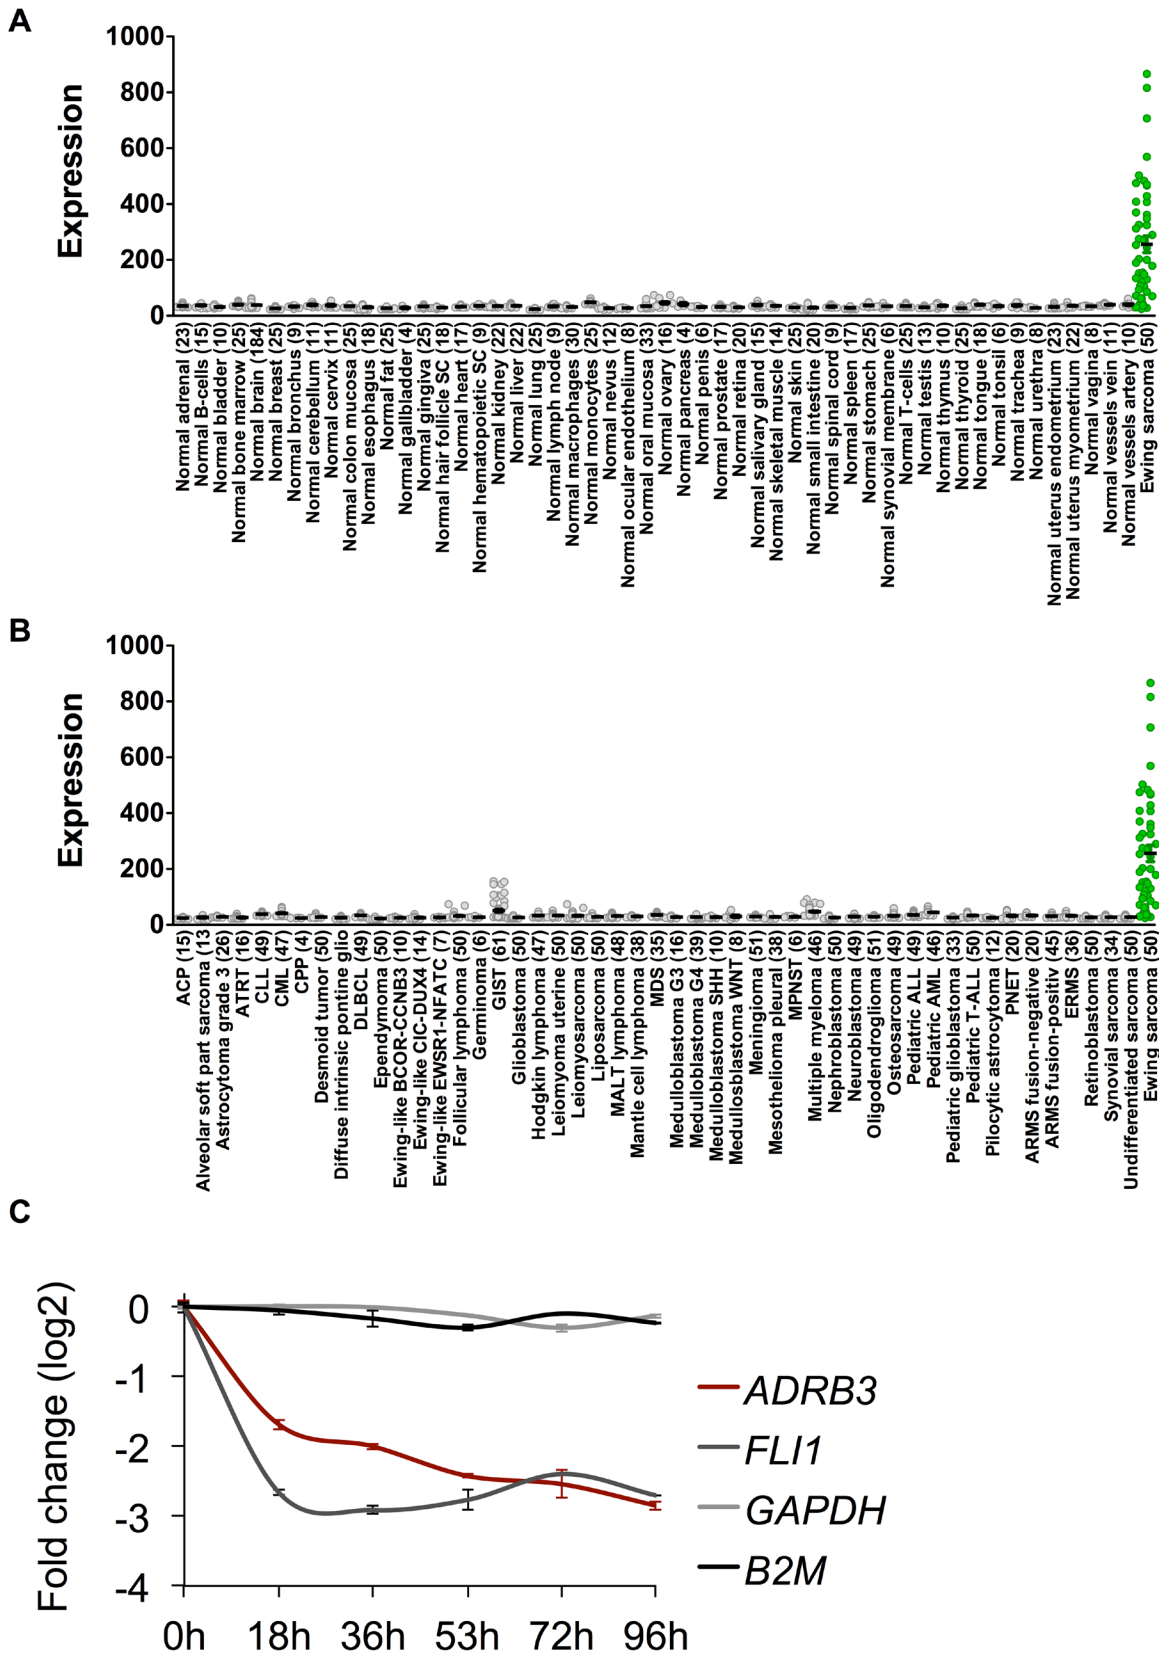 A
1000
800
600
400
200
0
Expression
Normal adrenal (23)
Normal B-cells (15)
Normal bladder (10)
Normal bone marrow (25)
Normal brain (184)
Normal breast (25)
Normal bronchus (9)
Normal cerebellum (11)
Normal cervix (11)
Normal colon mucosa (25)
Normal esophagus (18)
Normal fat (25)
Normal gallbladder (4)
Normal gingiva (25)
Normal hair follicle SC (18)
Normal heart (17)
Normal hematopoietic SC (9)
Normal kidney (22)
Normal liver (22)
Normal lung (25)
Normal lymph node (9)
Normal macrophages (30)
Normal monocytes (25)
Normal nevus (12)
Normal ocular endothelium (8)
Normal oral mucosa (33)
Normal ovary (16)
Normal pancreas (4)
Normal penis (6)
Normal prostate (17)
Normal retina (20)
Normal salivary gland (15)
Normal skeletal muscle (14)
Normal skin (25)
Normal small intestine (20)
Normal spinal cord (9)
Normal spleen (17)
Normal stomach (25)
Normal synovial membrane (6)
Normal T-cells (25)
Normal testis (13)
Normal thymus (10)
Normal thyroid (25)
Normal tongue (18)
Normal tonsil (6)
Normal trachea (9)
Normal urethra (8)
Normal uterus endometrium (23)
Normal uterus myometrium (22)
Normal vagina (8)
Normal vessels vein (11)
Normal vessels artery (10)
Ewing sarcoma (50)
B
1000
800
600
400
200
0
Expression
ACP (15)
Alveolar soft part sarcoma (13
Astrocytoma grade 3 (26)
ATRT (16)
CLL (49)
CML (47)
CPP (4)
Desmoid tumor (50)
Diffuse intrinsic pontine glio
DLBCL (49)
Ependymoma (50)
Ewing-like BCOR-CCNB3 (10)
Ewing-like CIC-DUX4 (14)
Ewing-like EWSR1-NFATC (7)
Follicular lymphoma (50)
Germinoma (6)
GIST (61)
Glioblastoma (50)
Hodgkin lymphoma (47)
Leiomyoma uterine (50)
Leiomyosarcoma (50)
Liposarcoma (50)
MALT lymphoma (48)
Mantle cell lymphoma (38)
MDS (35)
Medulloblastoma G3 (16)
Medulloblastoma G4 (39)
Medulloblastoma SHH (10)
Medullosblastoma WNT (8)
Meningioma (51)
Mesothelioma pleural (38)
MPNST (6)
Multiple myeloma (46)
Nephroblastoma (50)
Neuroblastoma (49)
Oligodendroglioma (51)
Osteosarcoma (49)
Pediatric ALL (49)
Pediatric AML (46)
Pediatric glioblastoma (33)
Pediatric T-ALL (50)
Pilocytic astrocytoma (12)
PNET (20)
ARMS fusion-negative (20)
ARMS fusion-positiv (45)
ERMS (36)
Retinoblastoma (50)
Synovial sarcoma (34)
Undifferentiated sarcoma (50)
Ewing sarcoma (50)
C
Fold change (log2)
0
-1
-2
-3
-4
0h 18h 36h 53h 72h 96h
ADRB3
FLI1
GAPDH
B2M